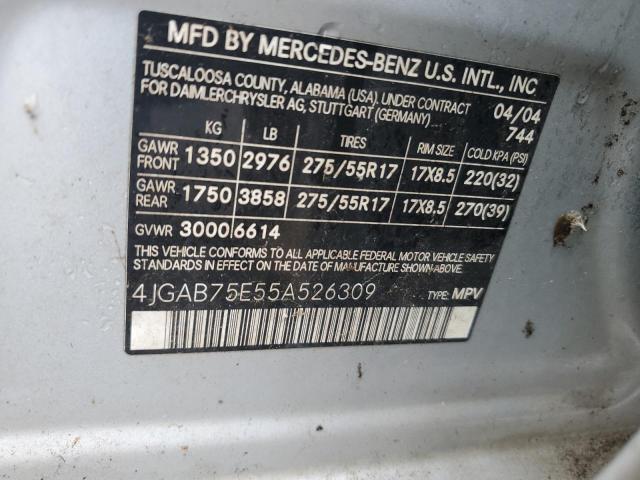 MFD BY MERCEDES-BENZ U.S. INTL., INC
TUSCALOOSA COUNTY, ALABAMA (USA). UNDER CONTRACT 04/04
FOR DAIMLERCHRYSLER AG, STUTTGART (GERMANY) 744
KG LB TIRES RIM SIZE COLD KPA (PSI)
GAWR FRONT 1350 2976 275/55R17 17X8.5 220(32)
GAWR REAR 1750 3858 275/55R17 17X8.5 270(39)
GVWR 3000 6614
THIS VEHICLE CONFORMS TO ALL APPLICABLE FEDERAL MOTOR VEHICLE SAFETY
STANDARDS IN EFFECT ON THE DATE OF MANUFACTURE SHOWN ABOVE.
4JGAB75E55A526309 TYPE: MPV